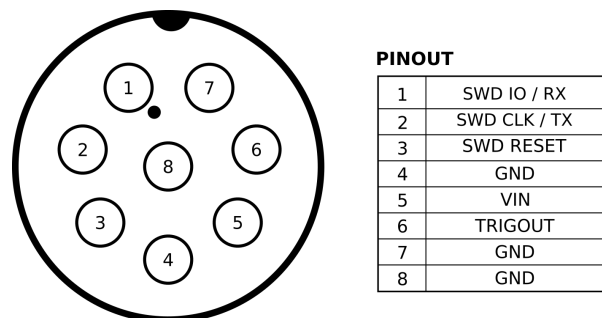 1 7
2 8 6
3 5
4
PINOUT
1 SWD IO / RX
2 SWD CLK / TX
3 SWD RESET
4 GND
5 VIN
6 TRIGOUT
7 GND
8 GND